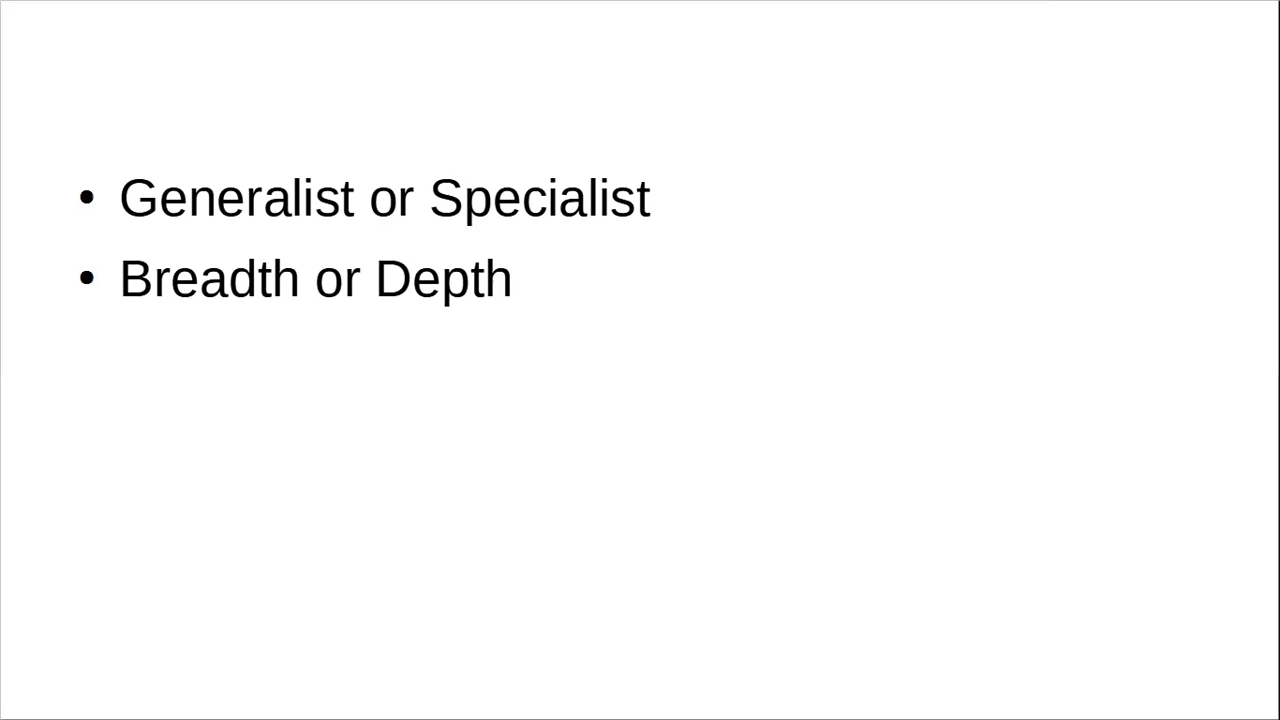 • Generalist or Specialist
• Breadth or Depth